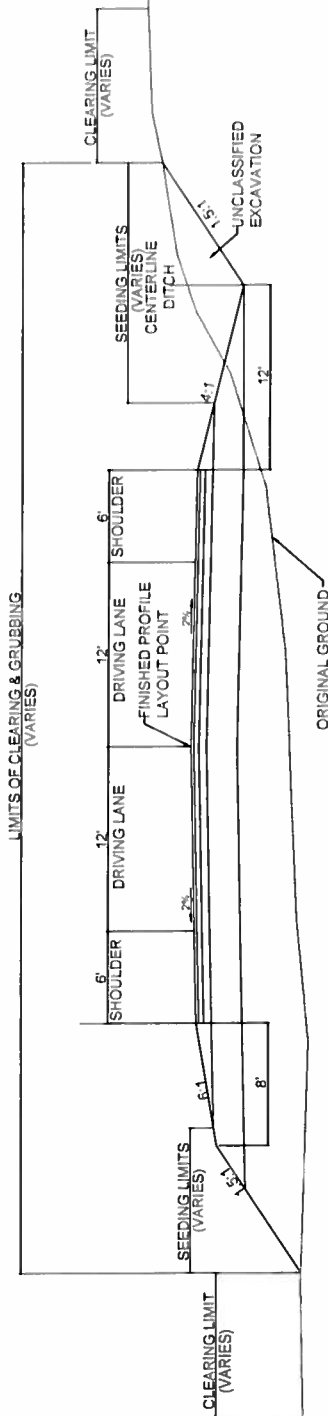 LIMITS OF CLEARING & GRUBBING
(VARIES)
CLEARING LIMIT
(VARIES)
SEEDING LIMITS
(VARIES)
6'
SHOULDER
12'
DRIVING LANE
12'
DRIVING LANE
6'
SHOULDER
FINISHED PROFILE
LAYOUT POINT
SEEDING LIMITS
(VARIES)
CENTERLINE
DITCH
CLEARING LIMIT
(VARIES)
2%
2%
6:1
8'
4:1
12'
1.5:1
1.5:1
UNCLASSIFIED
EXCAVATION
ORIGINAL GROUND